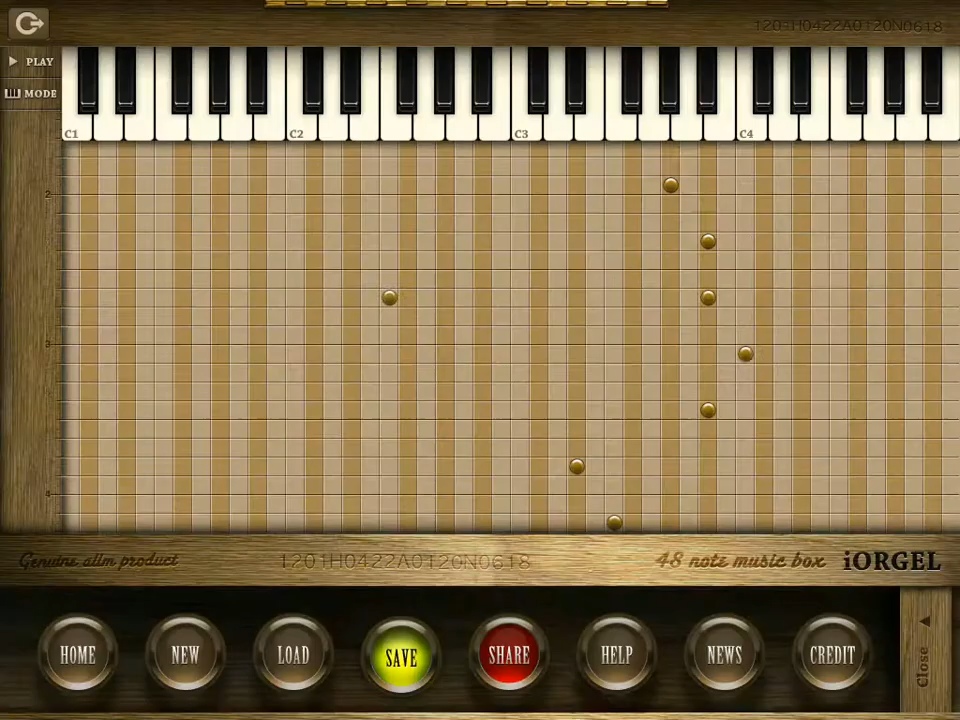 1201H0422A0120N0618
PLAY
MODE
C1 C2 C3 C4
2
3
4
Genuine allm product 1201H0422A0120N0618 48 note music box iORGEL
HOME NEW LOAD SAVE SHARE HELP NEWS CREDIT
Close